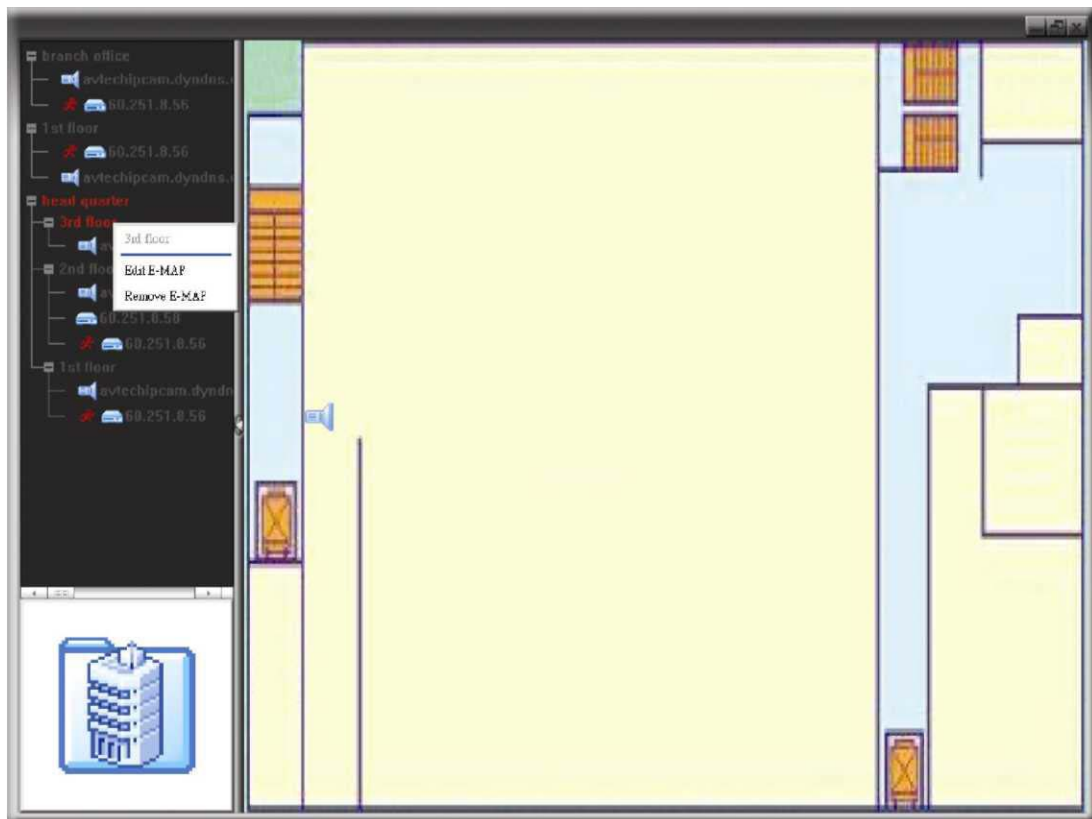 branch office
avtechipcam.dyndns.
60.251.8.56
1st floor
60.251.8.56
avtechipcam.dyndns.
head quarter
3rd floor
3rd floor
av
Edit E-MAP
2nd floo
Remove E-MAP
av
60.251.8.58
60.251.8.56
1st floor
avtechipcam.dyndn
60.251.8.56